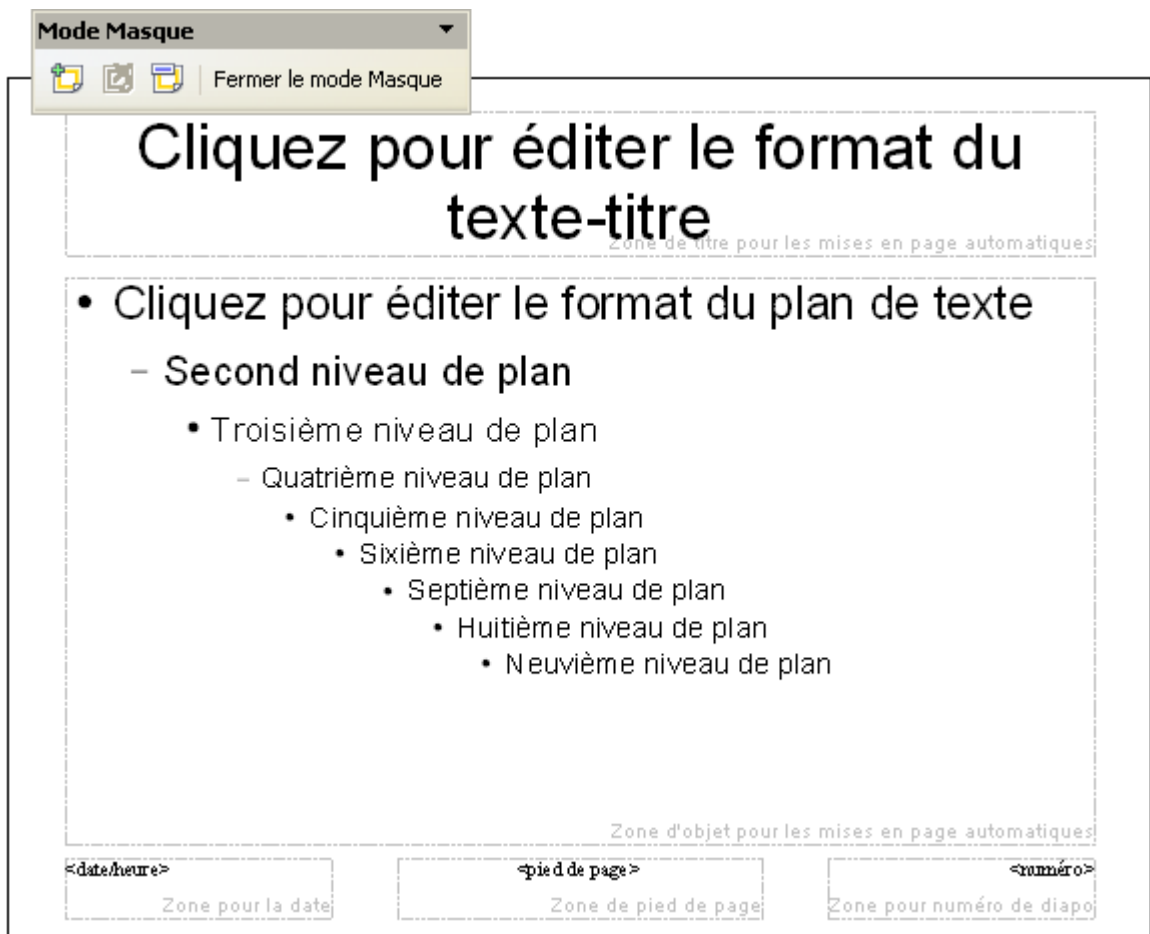 Mode Masque
Fermer le mode Masque
Cliquez pour éditer le format du
texte-titre
Zone de titre pour les mises en page automatiques
• Cliquez pour éditer le format du plan de texte
– Second niveau de plan
• Troisième niveau de plan
– Quatrième niveau de plan
• Cinquième niveau de plan
• Sixième niveau de plan
• Septième niveau de plan
• Huitième niveau de plan
• Neuvième niveau de plan
Zone d'objet pour les mises en page automatiques
<date/heure>
Zone pour la date
<pied de page>
Zone de pied de page
<numéro>
Zone pour numéro de diapo